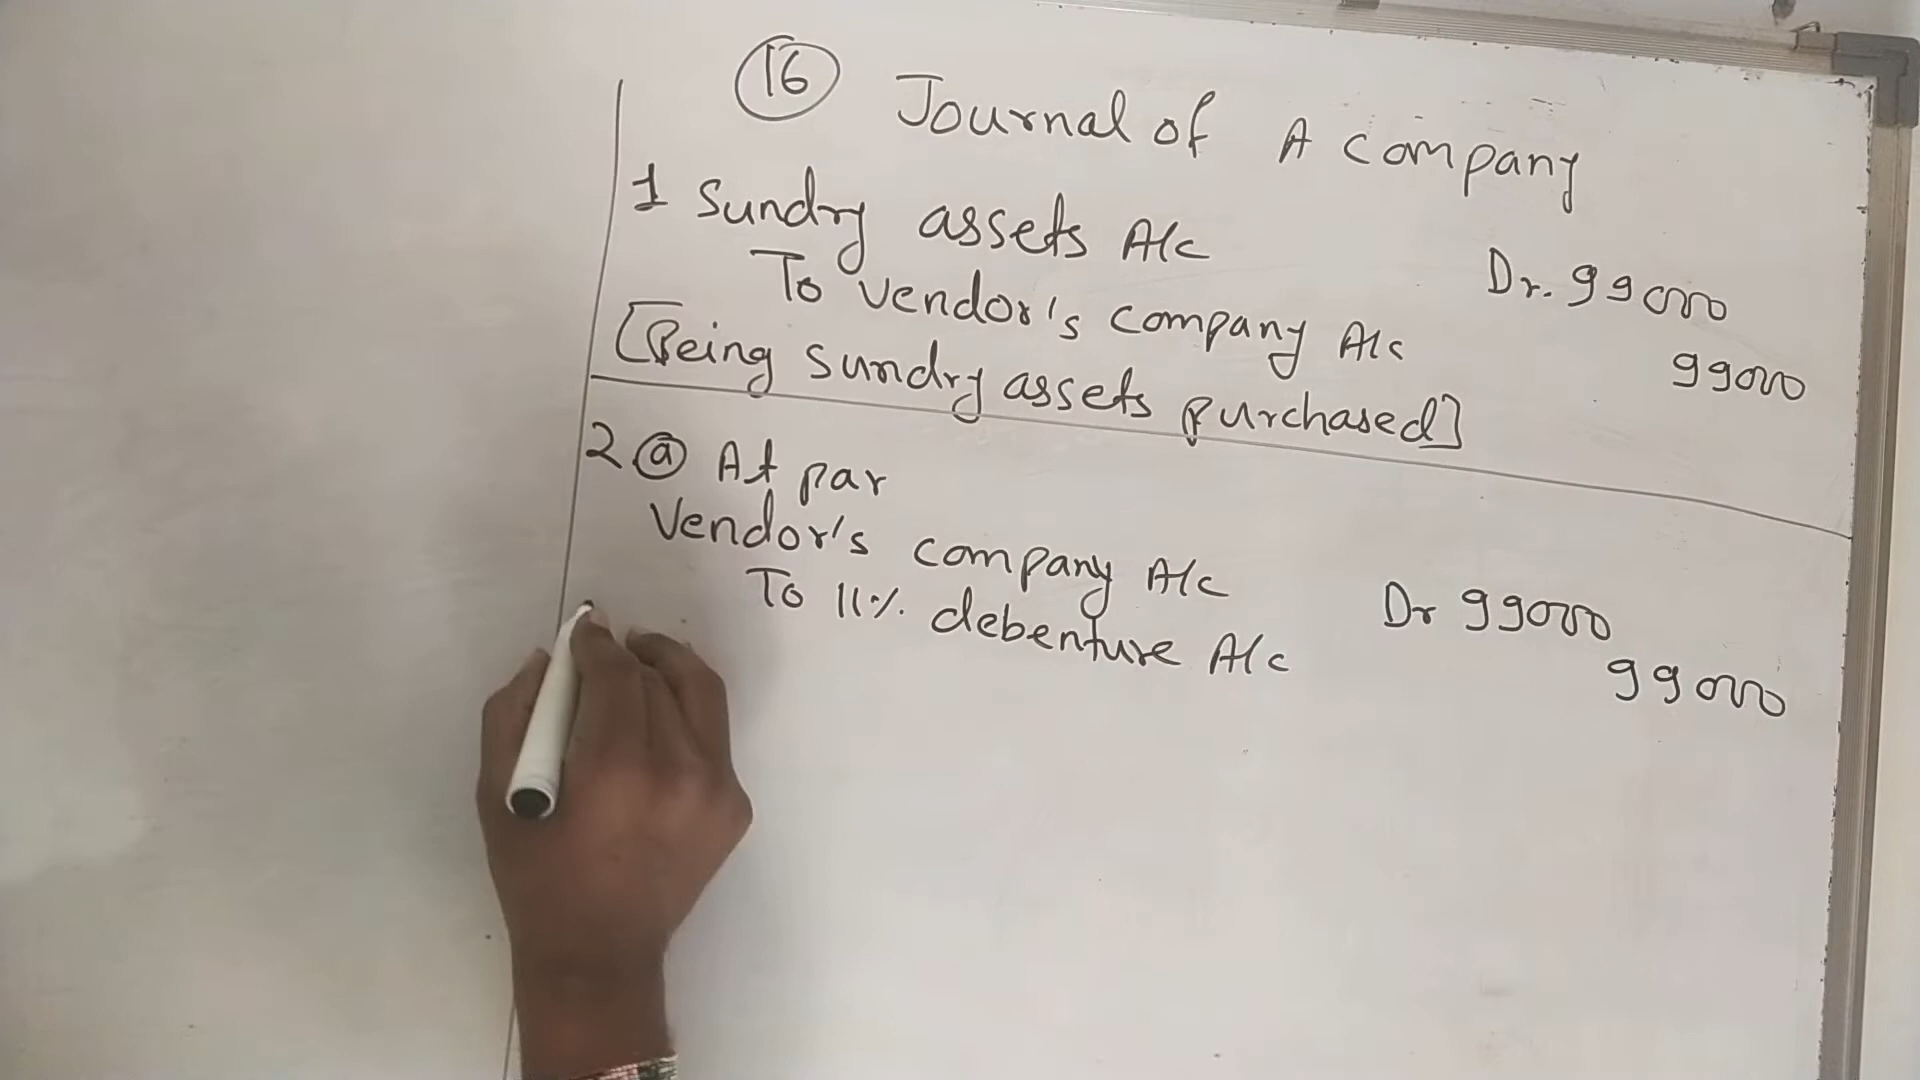 16 Journal of A company
1 Sundry assets A/c Dr. 99000
To vendor's company A/c 99000
[Being sundry assets purchased]
2 a At par
Vendor's company A/c Dr 99000
To 11% debenture A/c 99000